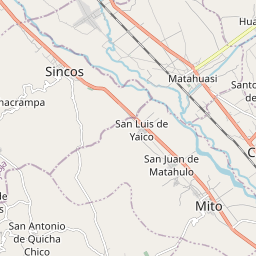 Hua
Sincos
Matahuasi
Santo
nacrampa
San Luis de
Yaico
C
San Juan de
Matahulo
Mito
de
s
San Antonio
de Quicha
Chico